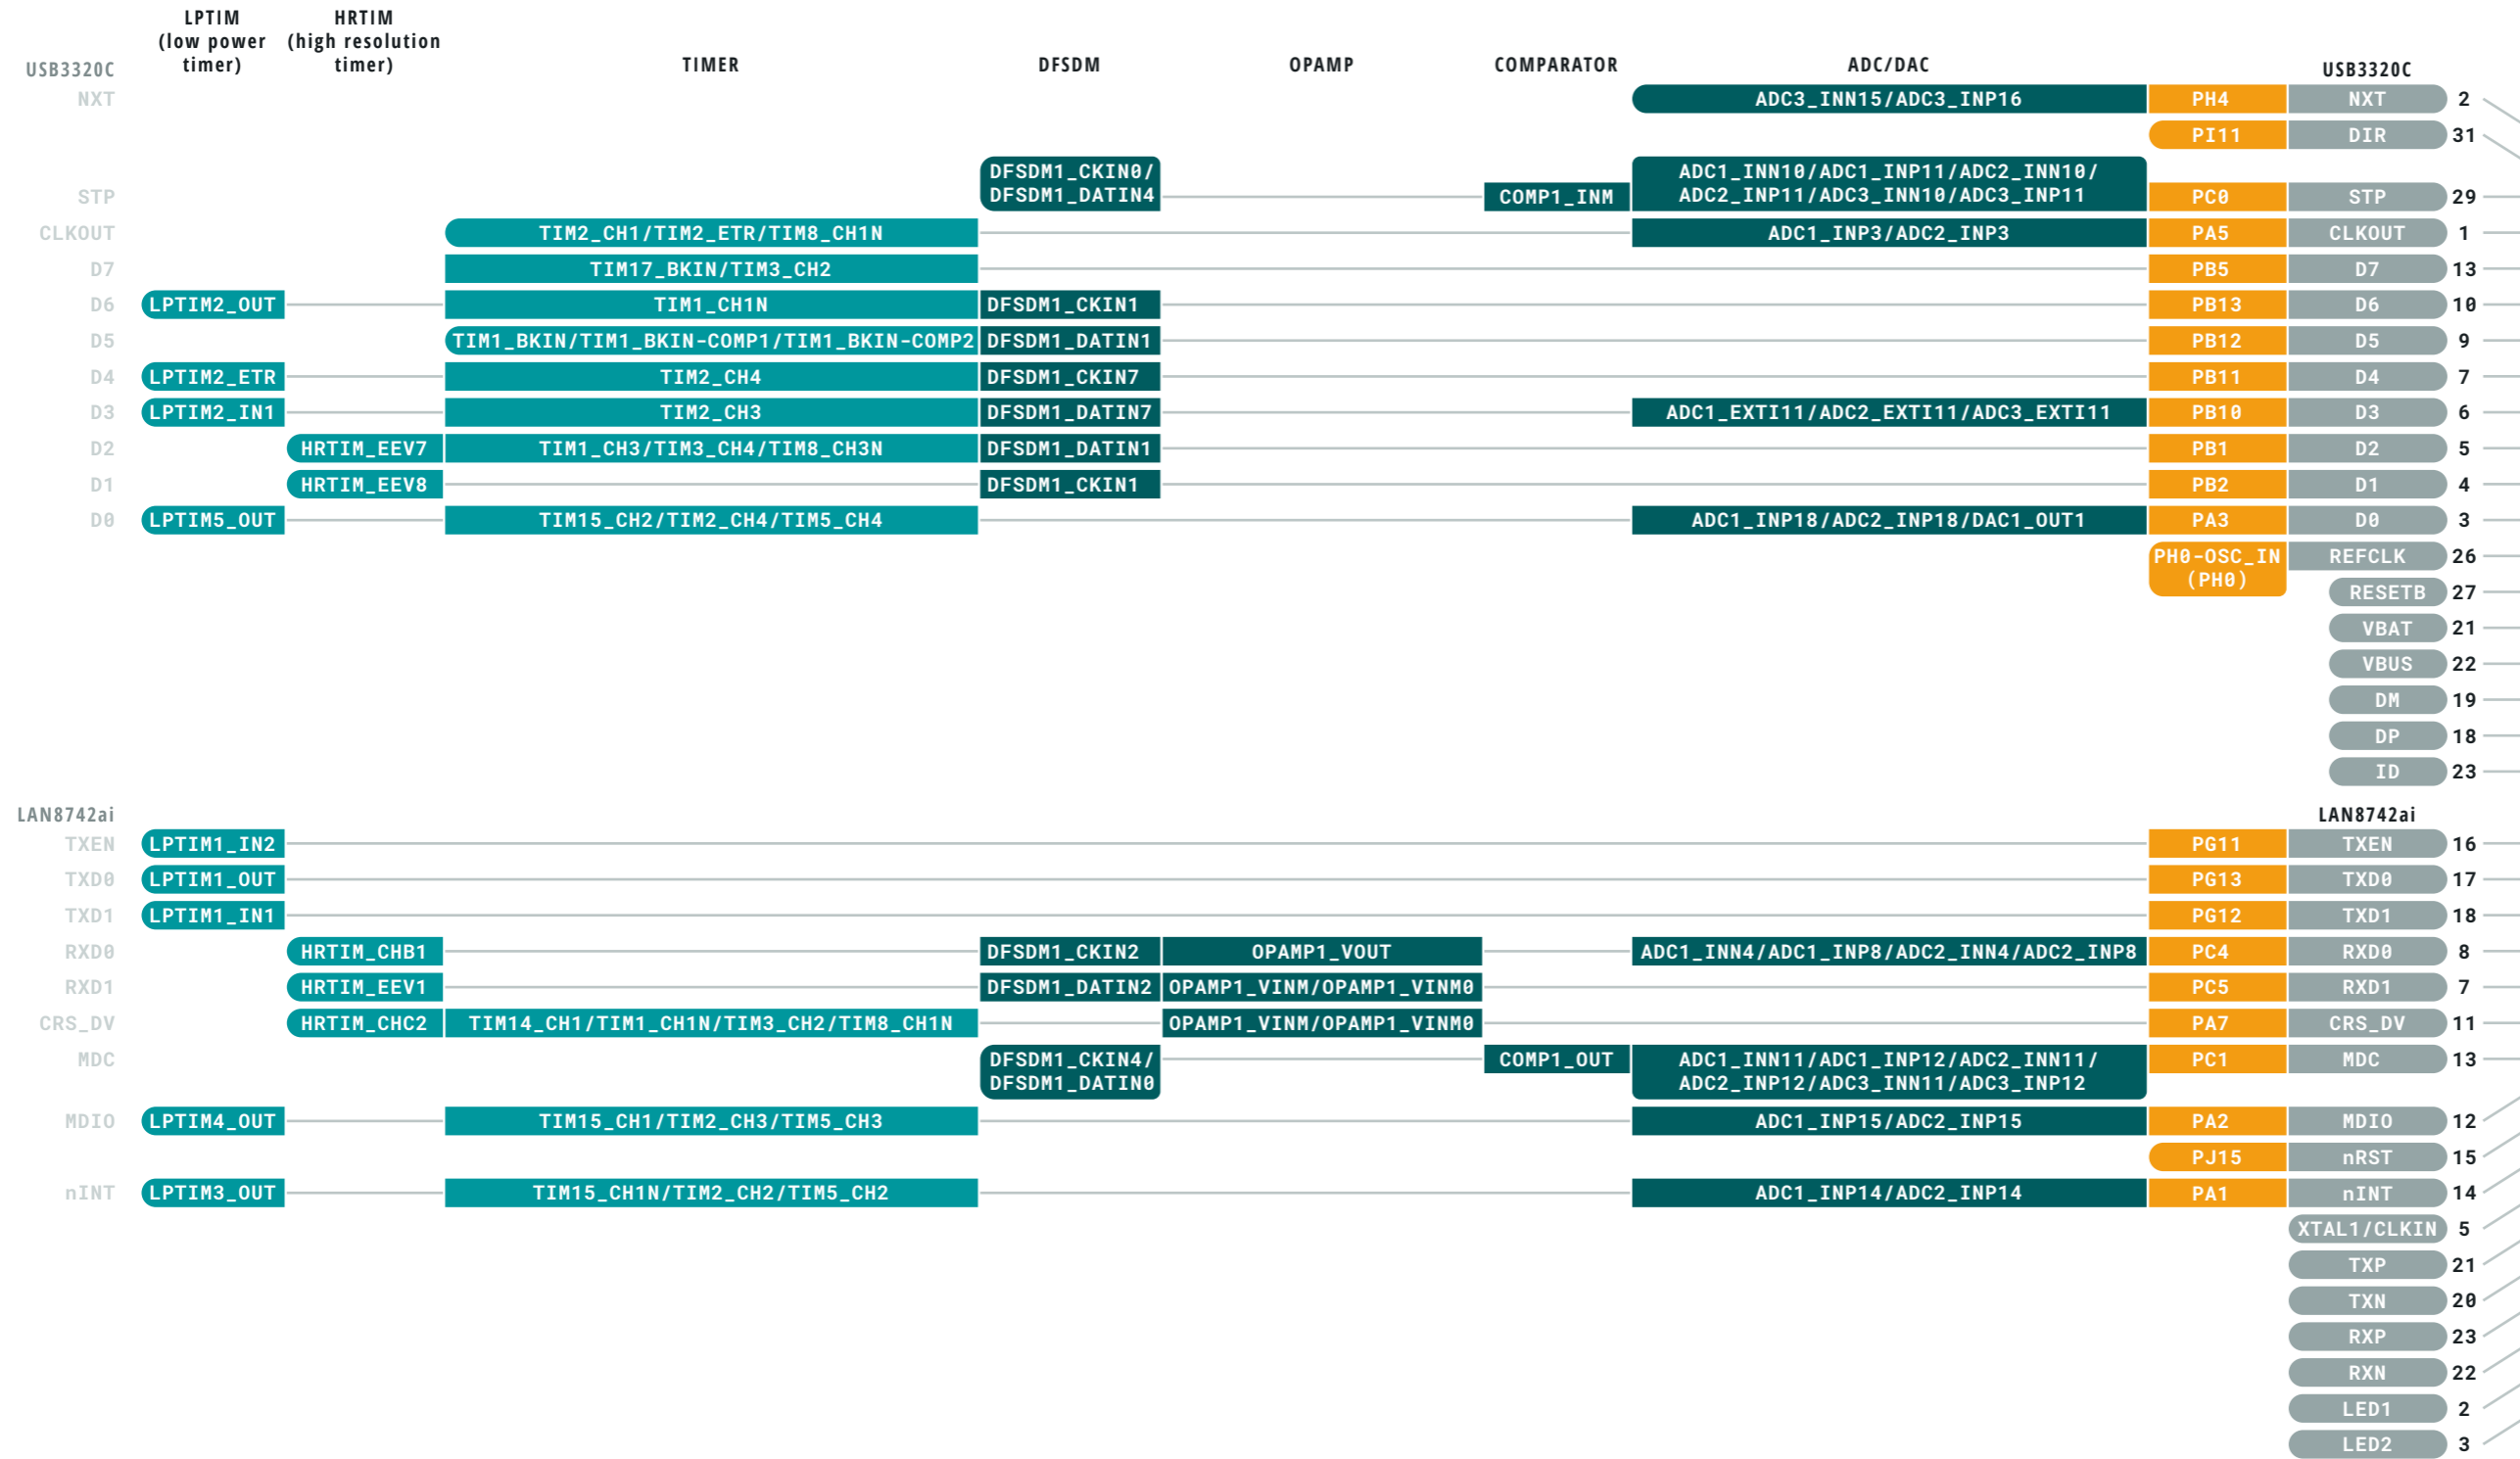 LPTIM
(low power
timer)
HRTIM
(high resolution
timer)
USB3320C TIMER DFSDM OPAMP COMPARATOR ADC/DAC USB3320C
NXT ADC3_INN15/ADC3_INP16 PH4 NXT 2
PI11 DIR 31
DFSDM1_CKIN0/ ADC1_INN10/ADC1_INP11/ADC2_INN10/
STP DFSDM1_DATIN4 COMP1_INM ADC2_INP11/ADC3_INN10/ADC3_INP11 PC0 STP 29
CLKOUT TIM2_CH1/TIM2_ETR/TIM8_CH1N ADC1_INP3/ADC2_INP3 PA5 CLKOUT 1
D7 TIM17_BKIN/TIM3_CH2 PB5 D7 13
D6 LPTIM2_OUT TIM1_CH1N DFSDM1_CKIN1 PB13 D6 10
D5 TIM1_BKIN/TIM1_BKIN-COMP1/TIM1_BKIN-COMP2 DFSDM1_DATIN1 PB12 D5 9
D4 LPTIM2_ETR TIM2_CH4 DFSDM1_CKIN7 PB11 D4 7
D3 LPTIM2_IN1 TIM2_CH3 DFSDM1_DATIN7 ADC1_EXTI11/ADC2_EXTI11/ADC3_EXTI11 PB10 D3 6
D2 HRTIM_EEV7 TIM1_CH3/TIM3_CH4/TIM8_CH3N DFSDM1_DATIN1 PB1 D2 5
D1 HRTIM_EEV8 DFSDM1_CKIN1 PB2 D1 4
D0 LPTIM5_OUT TIM15_CH2/TIM2_CH4/TIM5_CH4 ADC1_INP18/ADC2_INP18/DAC1_OUT1 PA3 D0 3
PH0-OSC_IN REFCLK 26
(PH0)
RESETB 27
VBAT 21
VBUS 22
DM 19
DP 18
ID 23
LAN8742ai LAN8742ai
TXEN LPTIM1_IN2 PG11 TXEN 16
TXD0 LPTIM1_OUT PG13 TXD0 17
TXD1 LPTIM1_IN1 PG12 TXD1 18
RXD0 HRTIM_CHB1 DFSDM1_CKIN2 OPAMP1_VOUT ADC1_INN4/ADC1_INP8/ADC2_INN4/ADC2_INP8 PC4 RXD0 8
RXD1 HRTIM_EEV1 DFSDM1_DATIN2 OPAMP1_VINM/OPAMP1_VINM0 PC5 RXD1 7
CRS_DV HRTIM_CHC2 TIM14_CH1/TIM1_CH1N/TIM3_CH2/TIM8_CH1N OPAMP1_VINM/OPAMP1_VINM0 PA7 CRS_DV 11
MDC DFSDM1_CKIN4/ COMP1_OUT ADC1_INN11/ADC1_INP12/ADC2_INN11/ PC1 MDC 13
DFSDM1_DATIN0 ADC2_INP12/ADC3_INN11/ADC3_INP12
MDIO LPTIM4_OUT TIM15_CH1/TIM2_CH3/TIM5_CH3 ADC1_INP15/ADC2_INP15 PA2 MDIO 12
PJ15 nRST 15
nINT LPTIM3_OUT TIM15_CH1N/TIM2_CH2/TIM5_CH2 ADC1_INP14/ADC2_INP14 PA1 nINT 14
XTAL1/CLKIN 5
TXP 21
TXN 20
RXP 23
RXN 22
LED1 2
LED2 3